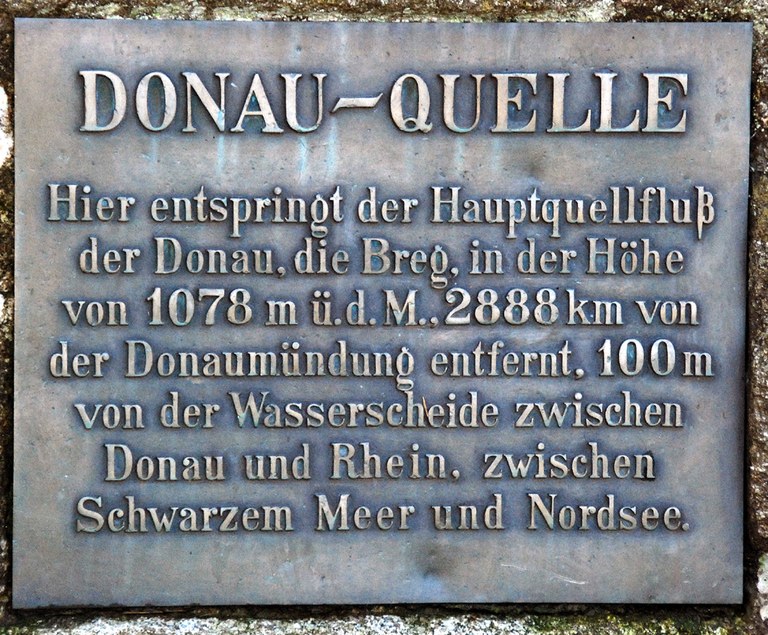 DONAU-QUELLE
Hier entspringt der Hauptquellfluß
der Donau, die Breg, in der Höhe
von 1078 m ü.d.M., 2888 km von
der Donaumündung entfernt, 100 m
von der Wasserscheide zwischen
Donau und Rhein, zwischen
Schwarzem Meer und Nordsee.